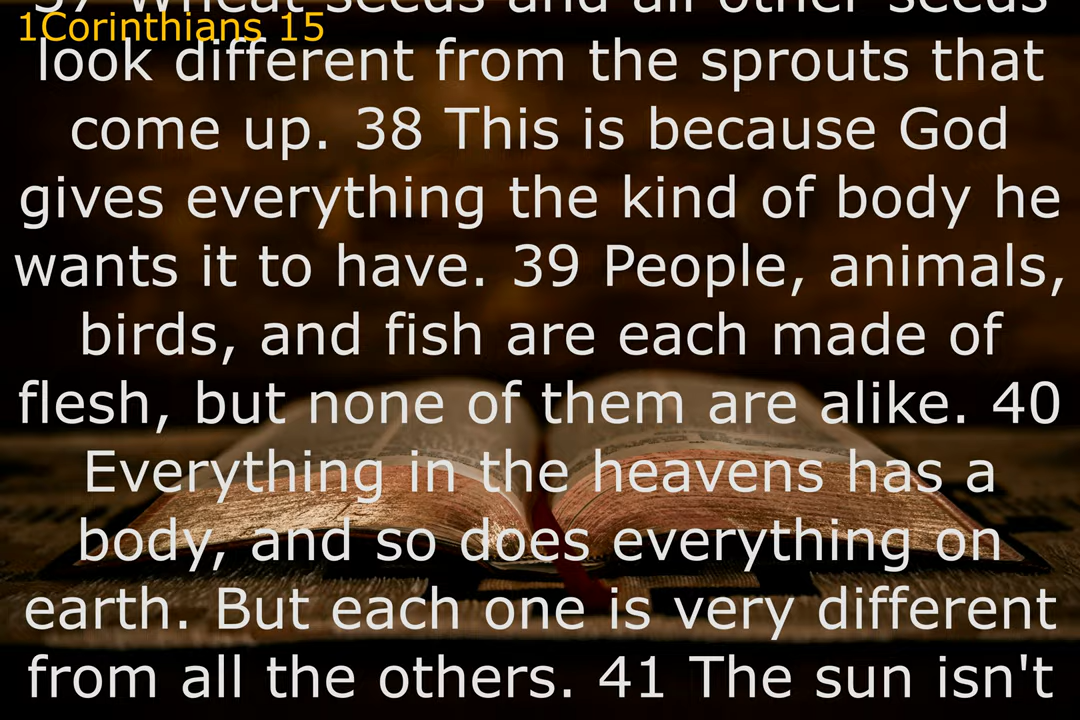 37 Wheat seeds and all other seeds
1Corinthians 15
look different from the sprouts that
come up. 38 This is because God
gives everything the kind of body he
wants it to have. 39 People, animals,
birds, and fish are each made of
flesh, but none of them are alike. 40
Everything in the heavens has a
body, and so does everything on
earth. But each one is very different
from all the others. 41 The sun isn't